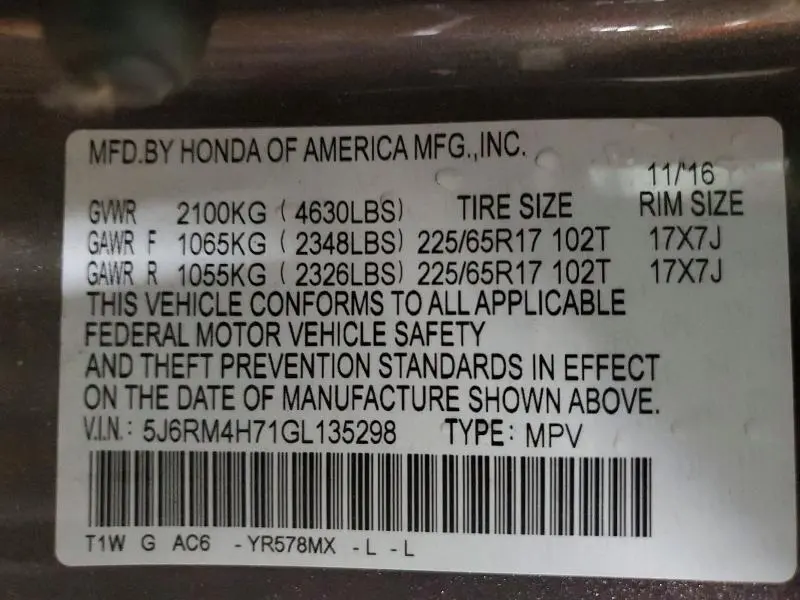 MFD.BY HONDA OF AMERICA MFG.,INC.
11/'16
GVWR 2100KG ( 4630LBS) TIRE SIZE RIM SIZE
GAWR F 1065KG ( 2348LBS) 225/65R17 102T 17X7J
GAWR R 1055KG ( 2326LBS) 225/65R17 102T 17X7J
THIS VEHICLE CONFORMS TO ALL APPLICABLE
FEDERAL MOTOR VEHICLE SAFETY
AND THEFT PREVENTION STANDARDS IN EFFECT
ON THE DATE OF MANUFACTURE SHOWN ABOVE.
V.I.N.: 5J6RM4H71GL135298 TYPE: MPV
T1W G AC6 -YR578MX -L -L